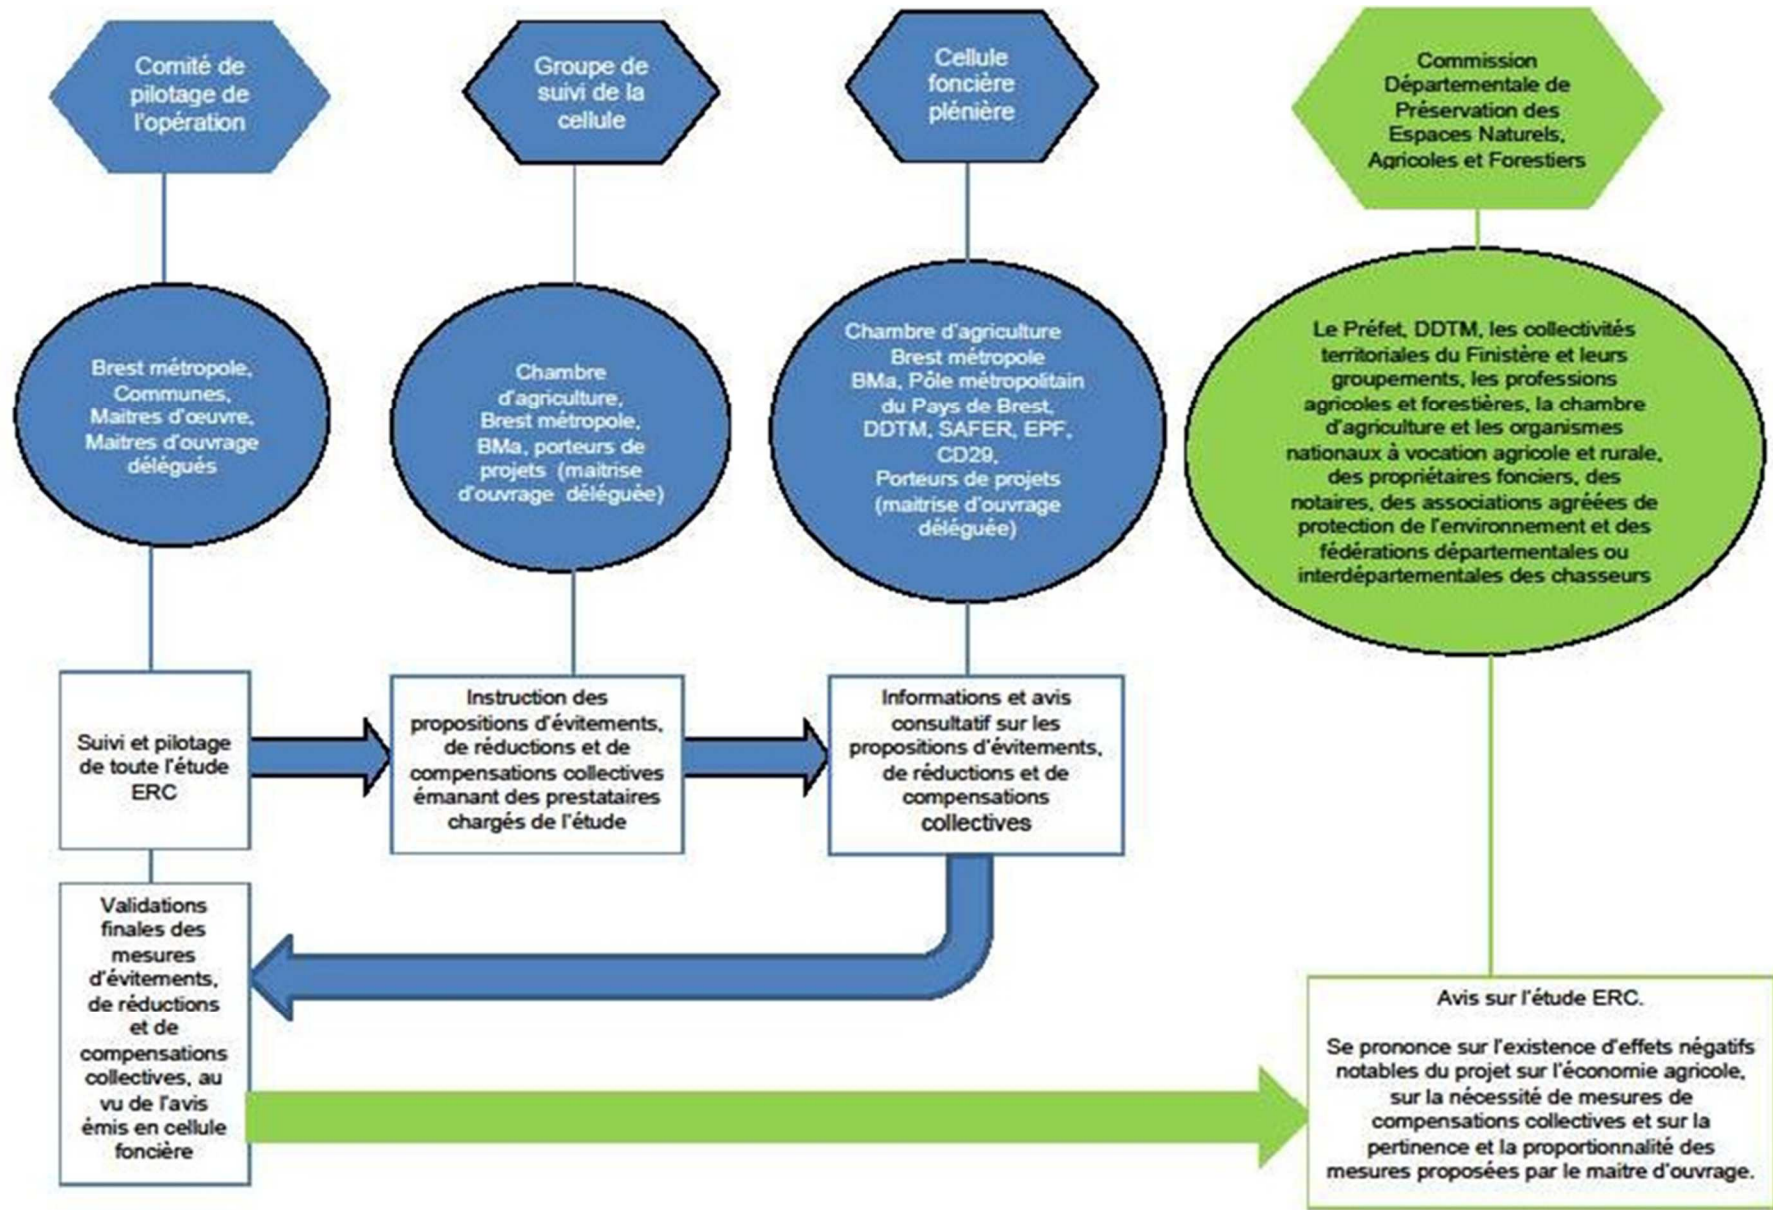 Comité de
pilotage de
l'opération
Groupe de
suivi de la
cellule
Cellule
foncière
plénière
Commission
Départementale de
Préservation des
Espaces Naturels,
Agricoles et Forestiers
Brest métropole,
Communes,
Maitres d'œuvre,
Maitres d'ouvrage
délégués
Chambre
d'agriculture,
Brest métropole,
BMa, porteurs de
projets (maitrise
d'ouvrage déléguée)
Chambre d'agriculture
Brest métropole
BMa, Pôle métropolitain
du Pays de Brest,
DDTM, SAFER, EPF,
CD29,
Porteurs de projets
(maitrise d'ouvrage
déléguée)
Le Préfet, DDTM, les collectivités
territoriales du Finistère et leurs
groupements, les professions
agricoles et forestières, la chambre
d'agriculture et les organismes
nationaux à vocation agricole et rurale,
des propriétaires fonciers, des
notaires, des associations agréées de
protection de l'environnement et des
fédérations départementales ou
interdépartementales des chasseurs
Suivi et pilotage
de toute l'étude
ERC
Instruction des
propositions d'évitements,
de réductions et de
compensations collectives
émanant des prestataires
chargés de l'étude
Informations et avis
consultatif sur les
propositions d'évitements,
de réductions et de
compensations
collectives
Validations
finales des
mesures
d'évitements,
de réductions
et de
compensations
collectives, au
vu de l'avis
émis en cellule
foncière
Avis sur l'étude ERC.
Se prononce sur l'existence d'effets négatifs
notables du projet sur l'économie agricole,
sur la nécessité de mesures de
compensations collectives et sur la
pertinence et la proportionnalité des
mesures proposées par le maitre d'ouvrage.